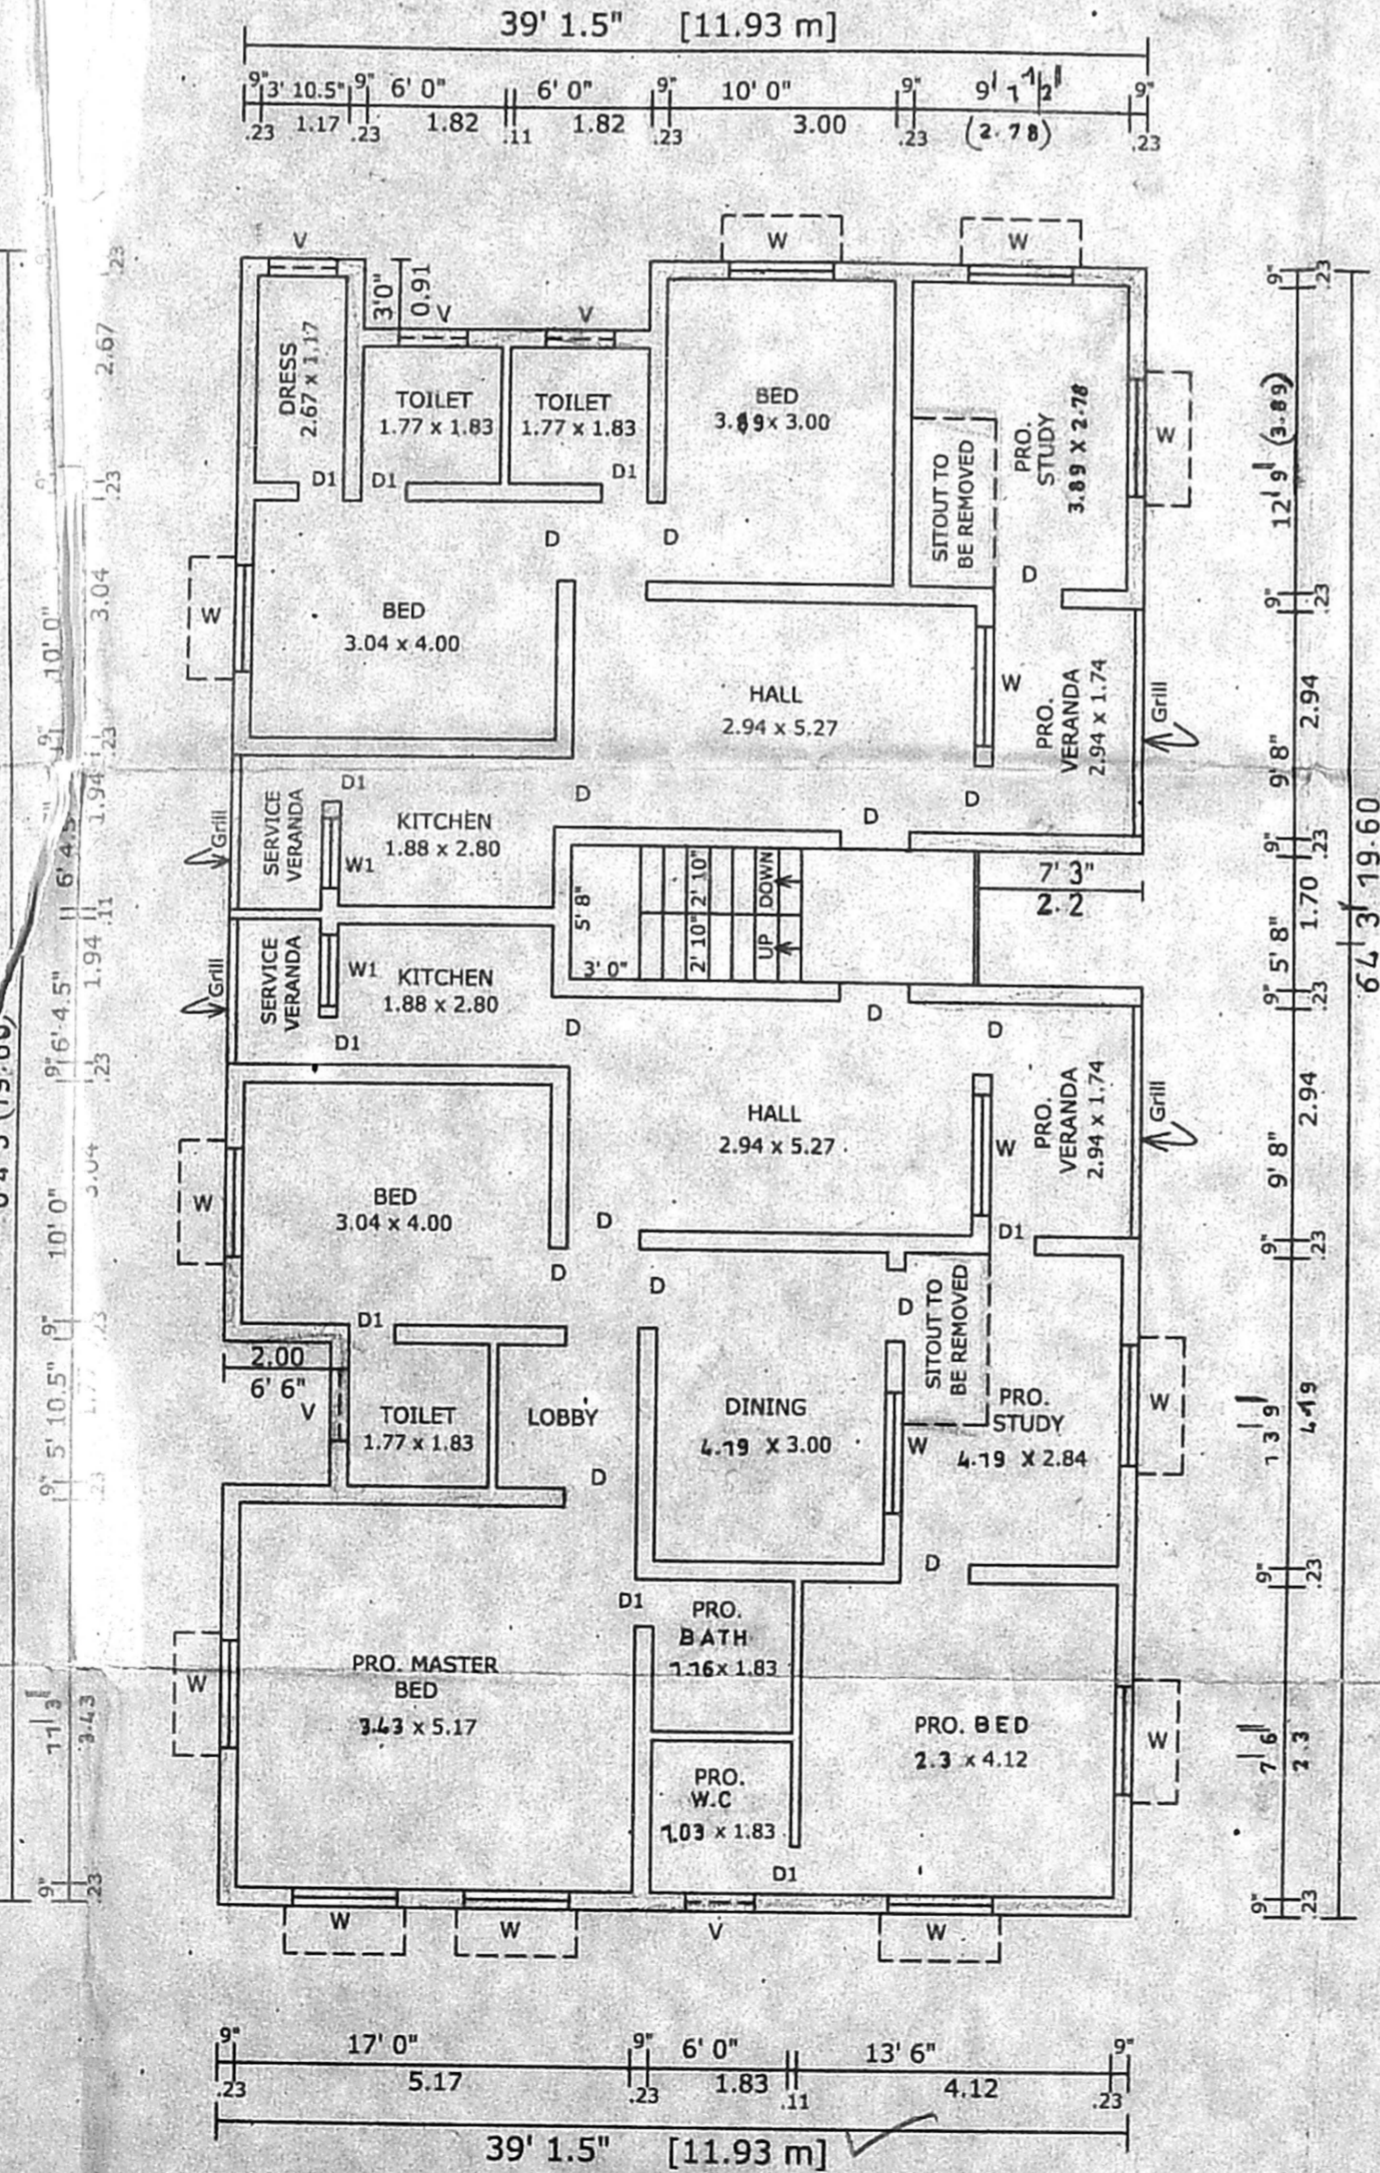 39' 1.5" [11.93 m]
9" 3' 10.5" 9" 6' 0" 6' 0" 9" 10' 0" 9" 9' 7 1/2" 9"
.23 1.17 .23 1.82 .11 1.82 .23 3.00 .23 (2.78) .23
V
W
W
3'0"
0.91
V
V
DRESS
2.67 x 1.17
TOILET
1.77 x 1.83
TOILET
1.77 x 1.83
BED
3.89 x 3.00
PRO.
STUDY
3.89 X 2.78
SITOUT TO
BE REMOVED
W
D1
D1
D1
D
D
D
W
BED
3.04 x 4.00
HALL
2.94 x 5.27
W
PRO.
VERANDA
2.94 x 1.74
Grill
D1
D
D
D
Grill
SERVICE
VERANDA
W1
KITCHEN
1.88 x 2.80
5' 8"
3' 0"
2' 10"
2' 10"
DOWN
UP
7' 3"
2.2
Grill
SERVICE
VERANDA
W1
KITCHEN
1.88 x 2.80
D1
D
D
D
HALL
2.94 x 5.27
W
PRO.
VERANDA
2.94 x 1.74
Grill
W
BED
3.04 x 4.00
D
D
D
D1
D1
D
SITOUT TO
BE REMOVED
2.00
6' 6"
V
TOILET
1.77 x 1.83
LOBBY
D
DINING
4.19 X 3.00
W
PRO.
STUDY
4.19 X 2.84
W
D
D1
PRO.
BATH
1.16 x 1.83
W
PRO. MASTER
BED
3.43 x 5.17
PRO. BED
2.3 x 4.12
W
PRO.
W.C
1.03 x 1.83
D1
W
W
V
W
.23
2.67
9"
.23
10' 0"
3.04
9"
.23
6' 4.5"
1.94
.11
6' 4.5"
1.94
9"
.23
10' 0"
3.04
9"
.23
5' 10.5"
9"
.23
11' 3"
3.43
9"
.23
9"
.23
12' 9" (3.89)
9"
.23
9' 8"
2.94
9"
.23
5' 8"
1.70
9"
.23
9' 8"
2.94
9"
.23
13' 9"
4.19
9"
.23
7' 6"
2.3
9"
.23
64' 3" 19.60
9" 17' 0" 9" 6' 0" 13' 6" 9"
.23 5.17 .23 1.83 .11 4.12 .23
39' 1.5" [11.93 m]